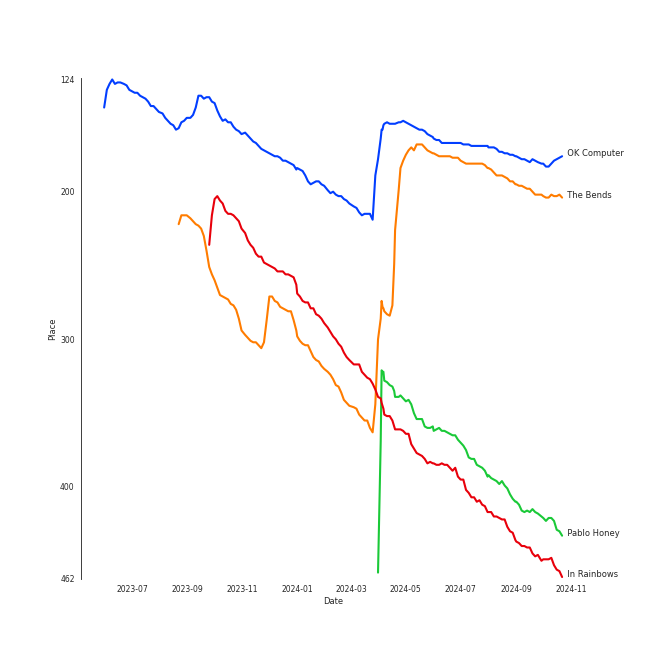 124
200
300
400
462
Place
2023-07
2023-09
2023-11
2024-01
2024-03
2024-05
2024-07
2024-09
2024-11
Date
OK Computer
The Bends
Pablo Honey
In Rainbows